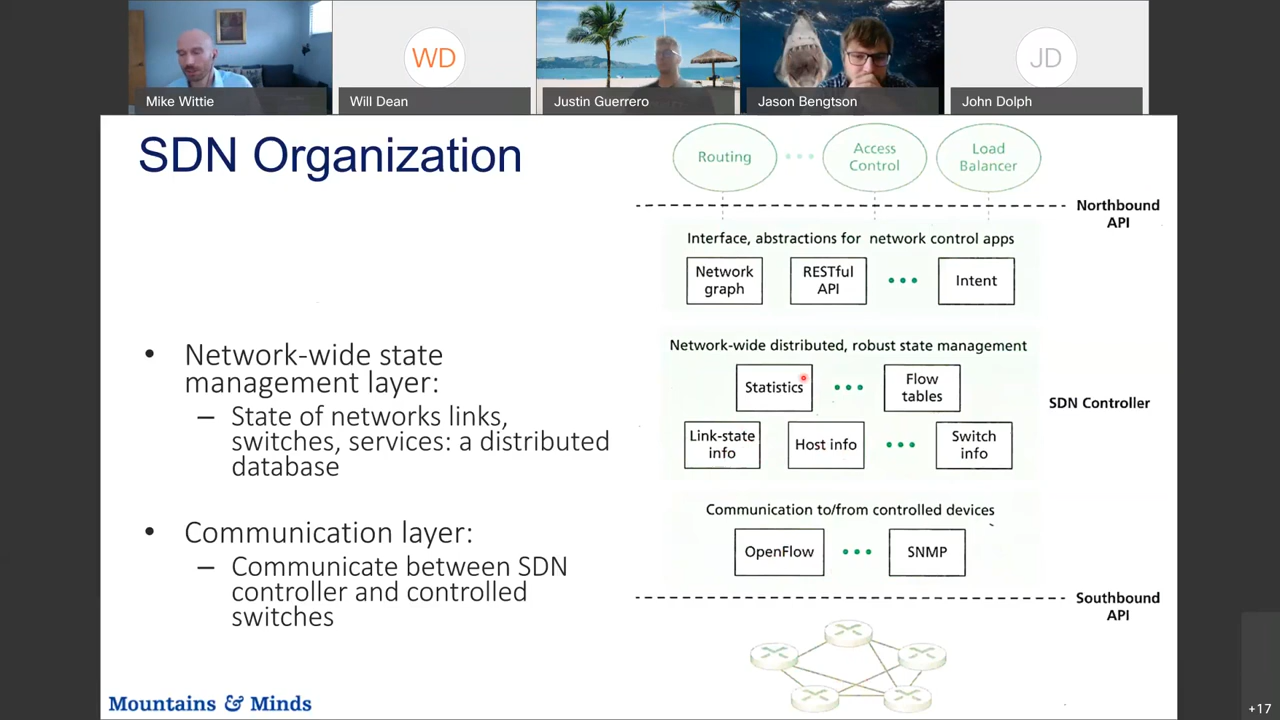 WD
JD
Mike Wittie
Will Dean
Justin Guerrero
Jason Bengtson
John Dolph
SDN Organization
• Network-wide state
management layer:
– State of networks links,
switches, services: a distributed
database
• Communication layer:
– Communicate between SDN
controller and controlled
switches
Routing
Access
Control
Load
Balancer
Northbound
API
Interface, abstractions for network control apps
Network
graph
RESTful
API
Intent
Network-wide distributed, robust state management
Statistics
Flow
tables
SDN Controller
Link-state
info
Host info
Switch
info
Communication to/from controlled devices
OpenFlow
SNMP
Southbound
API
Mountains & Minds
+17